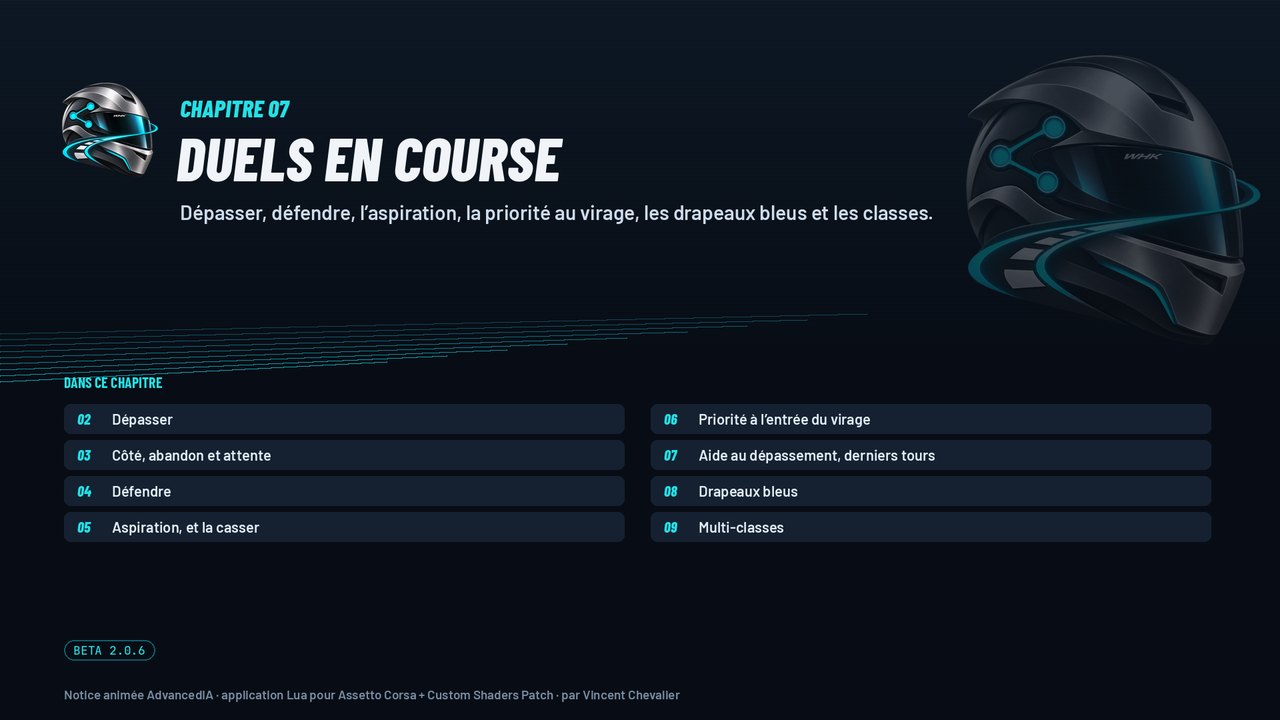 CHAPITRE 07
DUELS EN COURSE
Dépasser, défendre, l’aspiration, la priorité au virage, les drapeaux bleus et les classes.
WHK
DANS CE CHAPITRE
02 Dépasser
03 Côté, abandon et attente
04 Défendre
05 Aspiration, et la casser
06 Priorité à l’entrée du virage
07 Aide au dépassement, derniers tours
08 Drapeaux bleus
09 Multi-classes
BETA 2.0.6
Notice animée AdvancedIA · application Lua pour Assetto Corsa + Custom Shaders Patch · par Vincent Chevalier